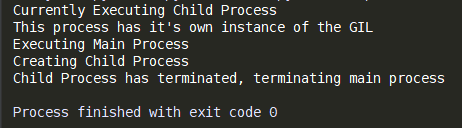 Currently Executing Child Process
This process has it's own instance of the GIL
Executing Main Process
Creating Child Process
Child Process has terminated, terminating main process
Process finished with exit code 0